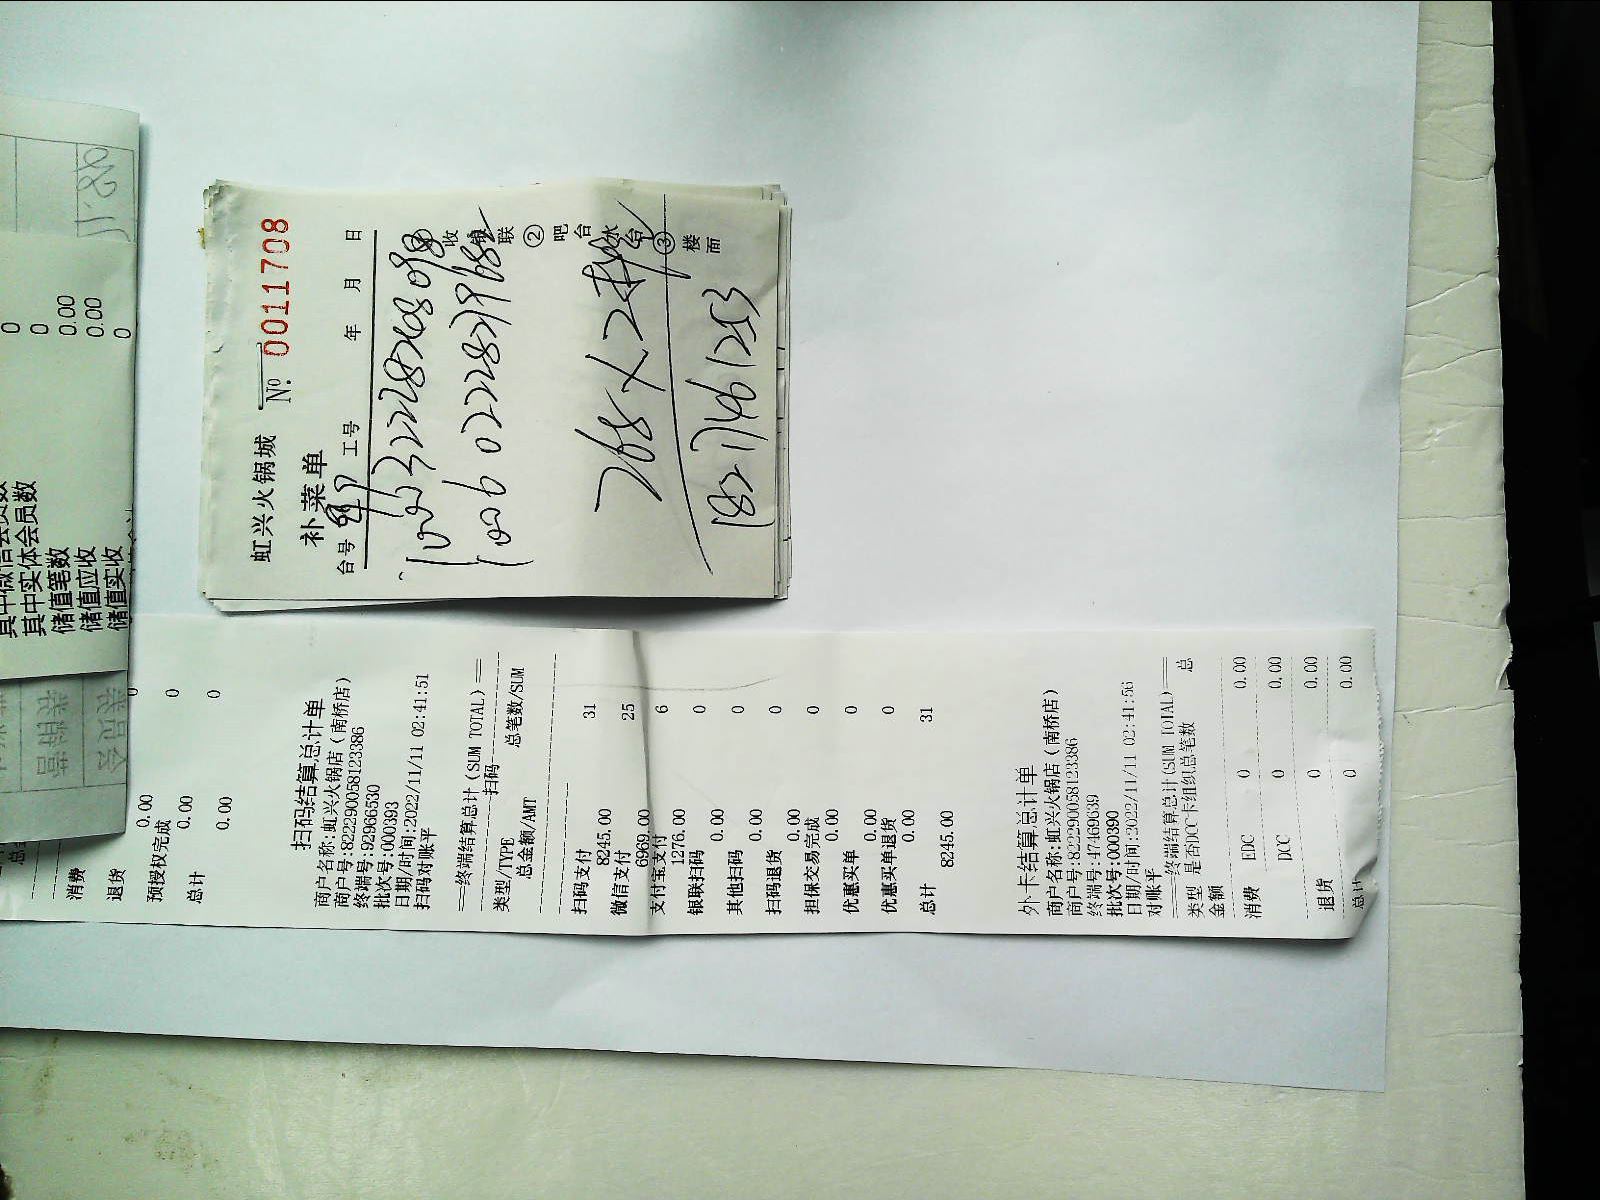 0
0
0.00
0.00
0
其中实体会员数
储值笔数
储值应收
储值实收
虹兴火锅城
№: 0011708
补菜单
台号 工号 年 月 日
收
联
②
吧
台
水
台
③
楼
面
268×2
18217461253
0
消费
0.00
0
退货
预授权完成
0.00
0
总计
0.00
扫码结算总计单
商户名称:虹兴火锅店(南桥店)
商户号:822290058123386
终端号:92966530
批次号:000393
日期/时间:2022/11/11 02:41:51
扫码对账平
==终端结算总计(SUM TOTAL)==
扫码
类型/TYPE 总笔数/SUM
总金额/AMT
扫码支付 31
8245.00
微信支付 25
6969.00
支付宝支付 6
1276.00
银联扫码 0
0.00
其他扫码 0
0.00
扫码退货 0
0.00
担保交易完成 0
0.00
优惠买单 0
0.00
优惠买单退货 0
0.00
总计 31
8245.00
外卡结算总计单
商户名称:虹兴火锅店(南桥店)
商户号:822290058123386
终端号:47469639
批次号:000390
日期/时间:2022/11/11 02:41:56
对账平
==终端结算总计(SUM TOTAL)==
类型 是否DCC 卡组织总笔数 总
金额
消费 EDC 0 0.00
DCC 0 0.00
退货 0 0.00
总计 0 0.00